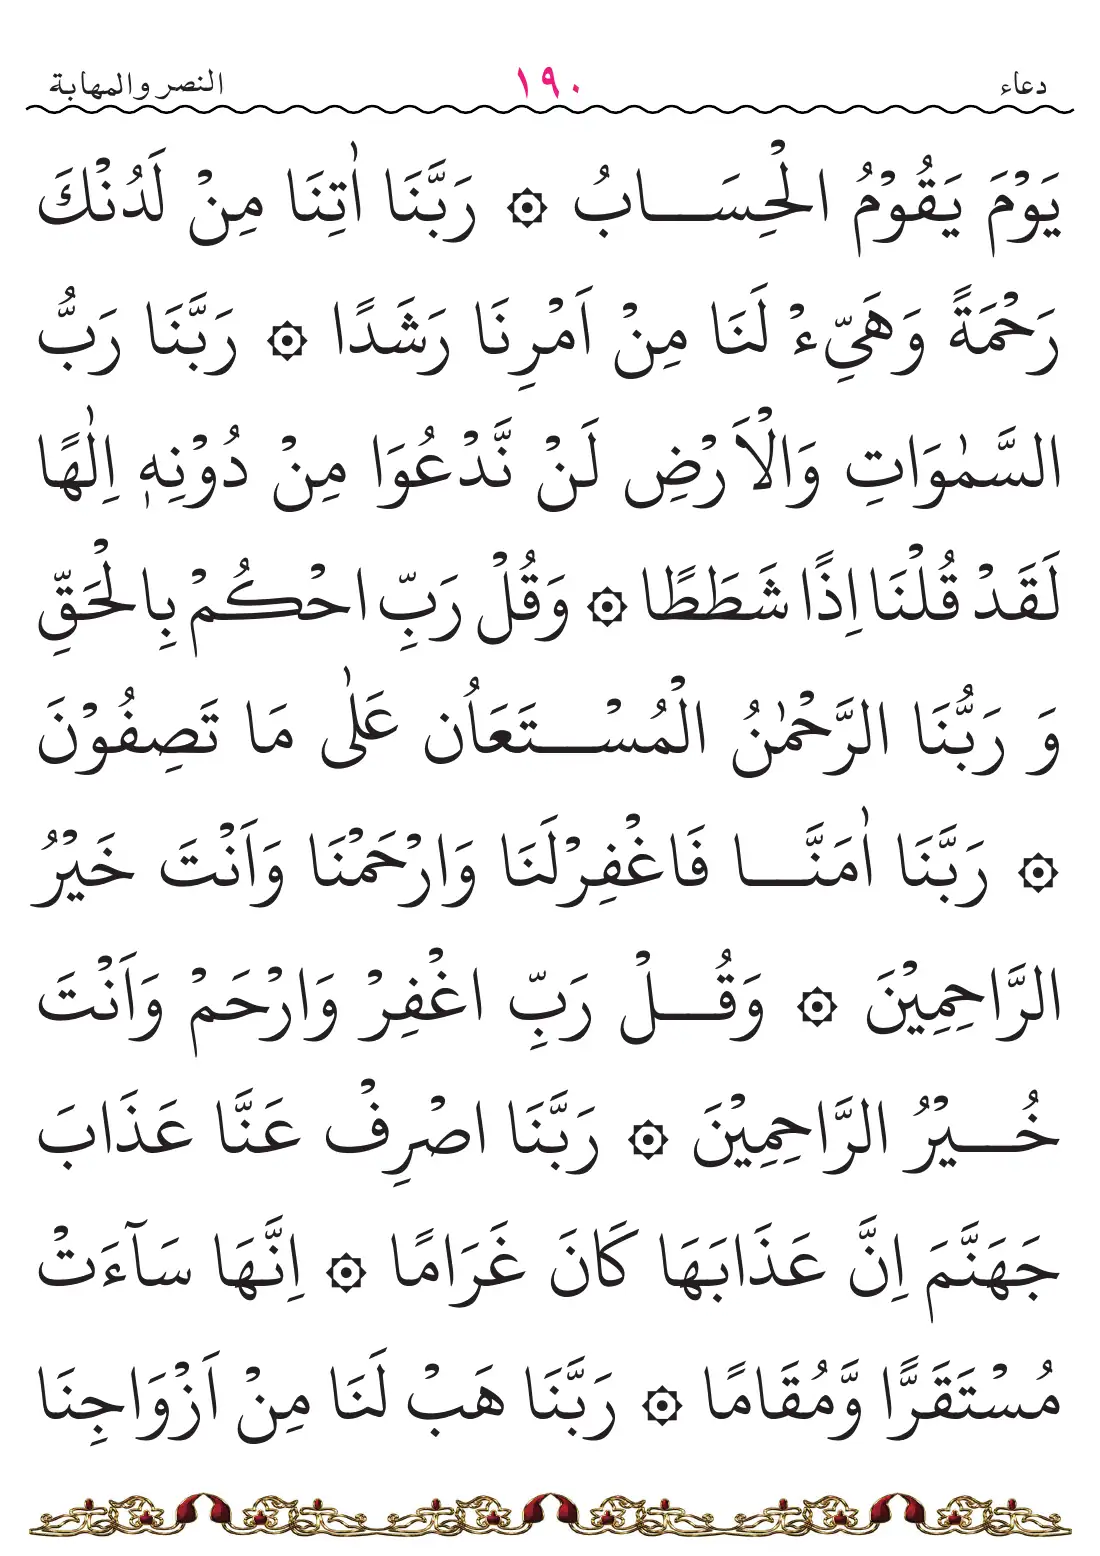 دعاء ١٩٠ النصر والمهابة
يَوْمَ يَقُوْمُ الْحِسَـــابُ ۞ رَبَّنَا اٰتِنَا مِنْ لَدُنْكَ
رَحْمَةً وَهَيِّءْ لَنَا مِنْ اَمْرِنَا رَشَدًا ۞ رَبَّنَا رَبُّ
السَّمٰوَاتِ وَالْاَرْضِ لَنْ نَّدْعُوَا مِنْ دُوْنِهٖ اِلٰهًا
لَقَدْ قُلْنَا اِذًا شَطَطًا ۞ وَقُلْ رَبِّ احْكُمْ بِالْحَقِّ
وَ رَبُّنَا الرَّحْمٰنُ الْمُسْـــتَعَاُن عَلٰى مَا تَصِفُوْنَ
۞ رَبَّنَا اٰمَنَّـــا فَاغْفِرْلَنَا وَارْحَمْنَا وَاَنْتَ خَيْرُ
الرَّاحِمِيْنَ ۞ وَقُـــلْ رَبِّ اغْفِرْ وَارْحَمْ وَاَنْتَ
خُـــيْرُ الرَّاحِمِيْنَ ۞ رَبَّنَا اصْرِفْ عَنَّا عَذَابَ
جَهَنَّمَ اِنَّ عَذَابَهَا كَانَ غَرَامًا ۞ اِنَّهَا سَآءَتْ
مُسْتَقَرًّا وَّمُقَامًا ۞ رَبَّنَا هَبْ لَنَا مِنْ اَزْوَاجِنَا